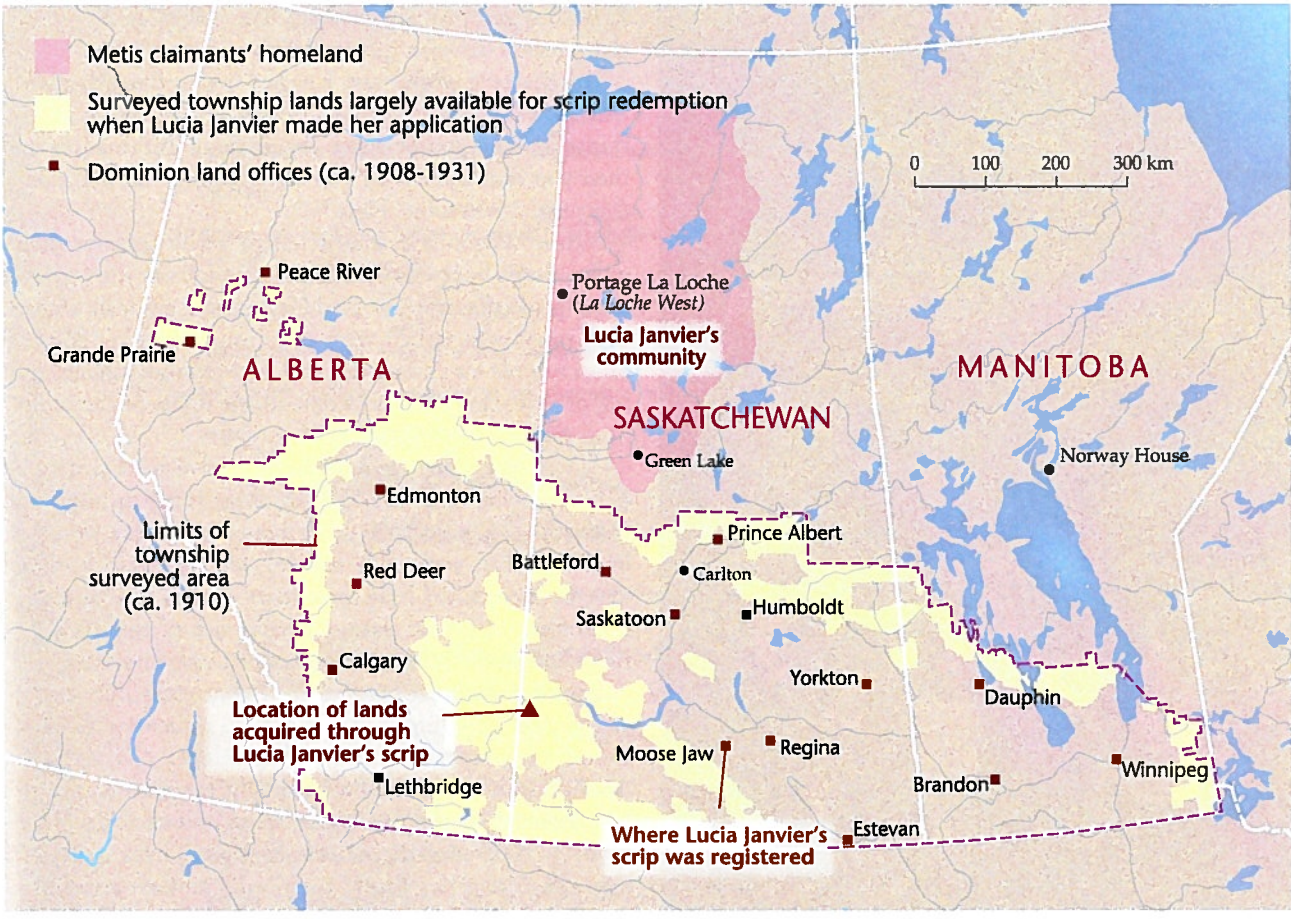 Metis claimants' homeland
Surveyed township lands largely available for scrip redemption
when Lucia Janvier made her application
Dominion land offices (ca. 1908-1931)
0 100 200 300 km
Peace River
Portage La Loche
(La Loche West)
Lucia Janvier's
community
Grande Prairie
ALBERTA
MANITOBA
SASKATCHEWAN
Green Lake
Norway House
Edmonton
Limits of
township
surveyed area
(ca. 1910)
Prince Albert
Battleford
Red Deer
Carlton
Saskatoon
Humboldt
Calgary
Yorkton
Dauphin
Location of lands
acquired through
Lucia Janvier's scrip
Moose Jaw
Regina
Lethbridge
Winnipeg
Brandon
Estevan
Where Lucia Janvier's
scrip was registered